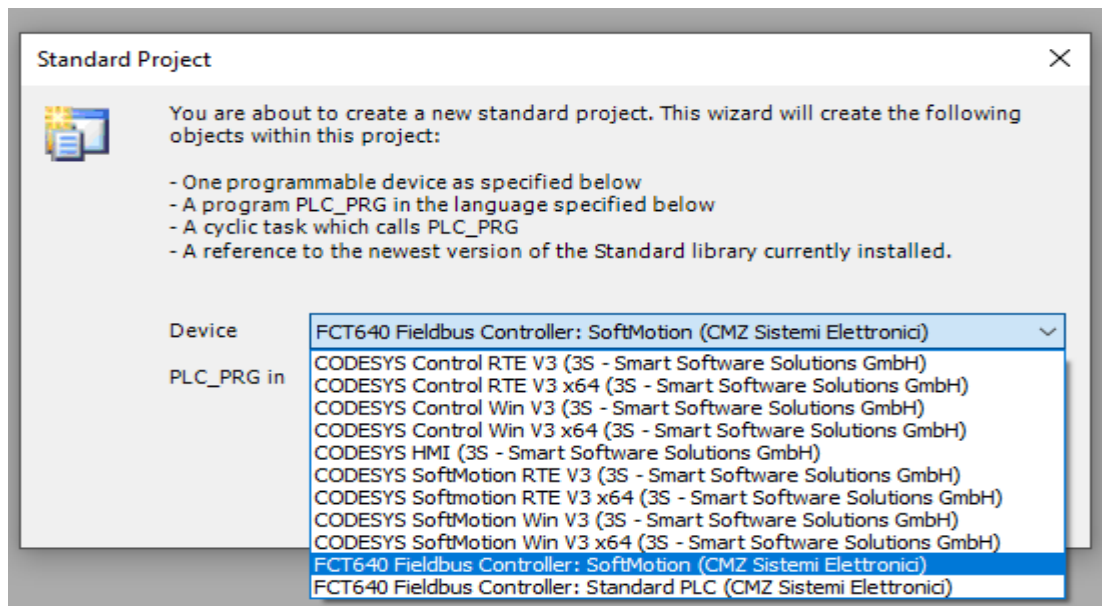 Standard Project
You are about to create a new standard project. This wizard will create the following
objects within this project:
- One programmable device as specified below
- A program PLC_PRG in the language specified below
- A cyclic task which calls PLC_PRG
- A reference to the newest version of the Standard library currently installed.
Device
FCT640 Fieldbus Controller: SoftMotion (CMZ Sistemi Elettronici)
PLC_PRG in
CODESYS Control RTE V3 (3S - Smart Software Solutions GmbH)
CODESYS Control RTE V3 x64 (3S - Smart Software Solutions GmbH)
CODESYS Control Win V3 (3S - Smart Software Solutions GmbH)
CODESYS Control Win V3 x64 (3S - Smart Software Solutions GmbH)
CODESYS HMI (3S - Smart Software Solutions GmbH)
CODESYS SoftMotion RTE V3 (3S - Smart Software Solutions GmbH)
CODESYS Softmotion RTE V3 x64 (3S - Smart Software Solutions GmbH)
CODESYS SoftMotion Win V3 (3S - Smart Software Solutions GmbH)
CODESYS SoftMotion Win V3 x64 (3S - Smart Software Solutions GmbH)
FCT640 Fieldbus Controller: SoftMotion (CMZ Sistemi Elettronici)
FCT640 Fieldbus Controller: Standard PLC (CMZ Sistemi Elettronici)